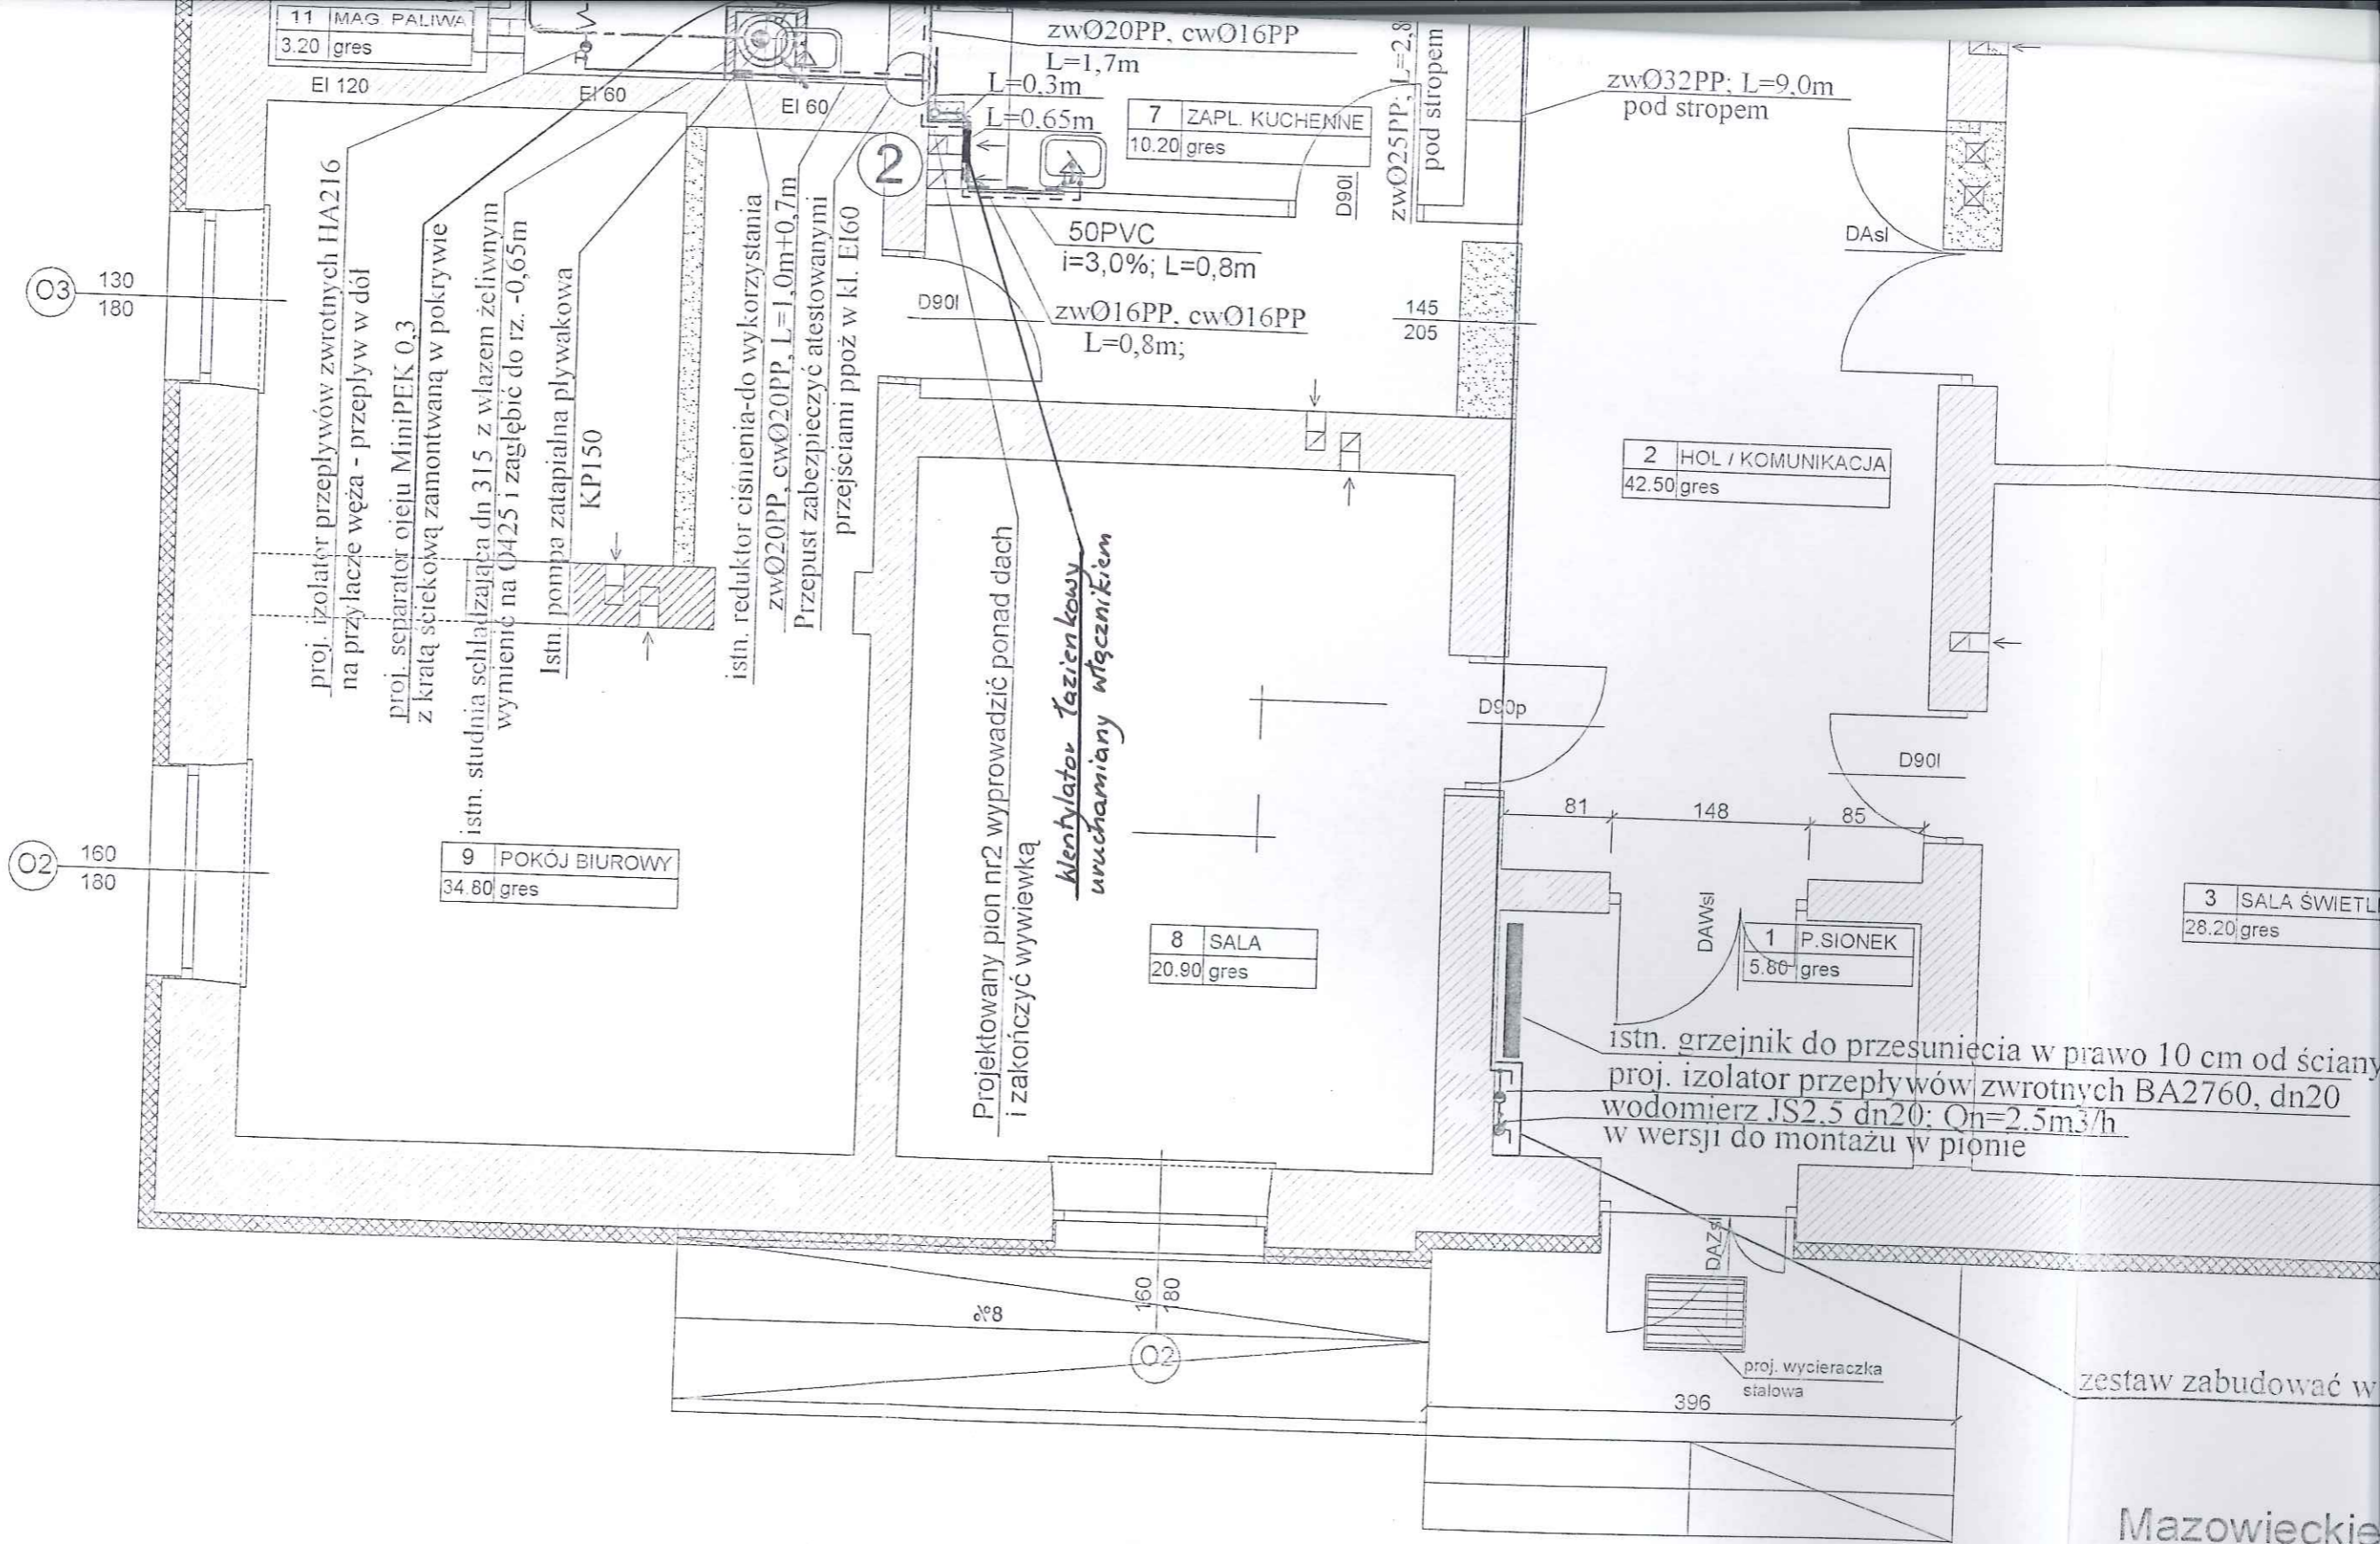 11 MAG. PALIWA
3.20 gres
EI 120
EI 60
EI 60
zwØ20PP, cwØ16PP
L=1,7m
L=0,3m
L=0,65m
7 ZAPL. KUCHENNE
10.20 gres
zwØ25PP; L=2,8
pod stropem
zwØ32PP; L=9,0m
pod stropem
2
D90l
50PVC
i=3,0%; L=0,8m
zwØ16PP, cwØ16PP
L=0,8m;
D90l
145
205
DAsl
O3 130
180
proj. izolator przepływów zwrotnych HA216
na przyłącze węża - przepływ w dół
proj. separator ojeju MiniPEK 0,3
z kratą ściekową zamontwaną w pokrywie
istn. studnia schładzająca dn 315 z włazem żeliwnym
wymienić na O425 i zagłębić do rz. -0,65m
Istn. pompa zatapialna pływakowa
KP150
istn. reduktor ciśnienia-do wykorzystania
zwØ20PP, cwØ20PP, L=1,0m+0,7m
Przepust zabezpieczyć atestowanymi
przejściami ppoż w kl. EI60
Projektowany pion nr2 wyprowadzić ponad dach
i zakończyć wywiewką
Wentylator łazienkowy
uruchamiany włącznikiem
2 HOL / KOMUNIKACJA
42.50 gres
D90p
D90l
81
148
85
O2 160
180
9 POKÓJ BIUROWY
34.80 gres
8 SALA
20.90 gres
DAWsl
1 P.SIONEK
5.80 gres
3 SALA ŚWIETL
28.20 gres
istn. grzejnik do przesunięcia w prawo 10 cm od ściany
proj. izolator przepływów zwrotnych BA2760, dn20
wodomierz JS2,5 dn20; Qn=2.5m3/h
w wersji do montażu w pionie
DAZsl
8%
160
180
O2
proj. wycieraczka
stalowa
396
zestaw zabudować w
Mazowieckie